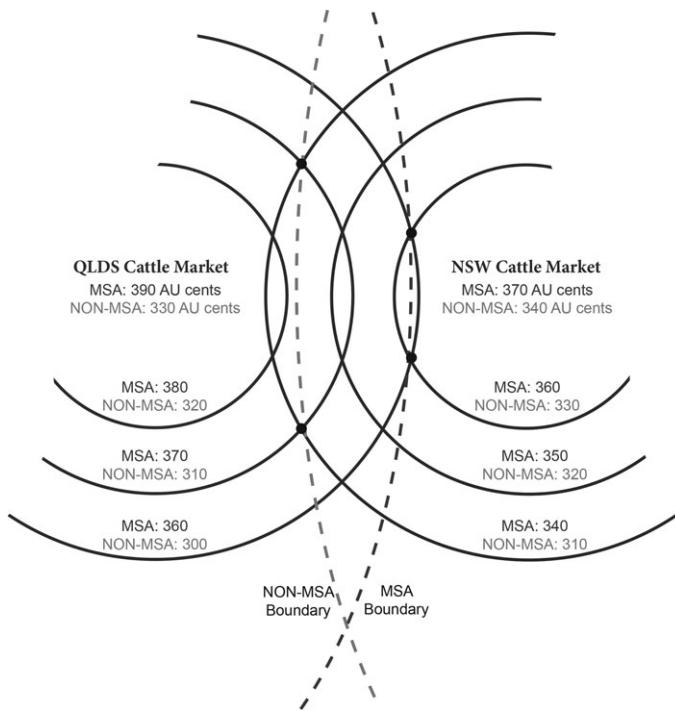 QLDS Cattle Market
MSA: 390 AU cents
NON-MSA: 330 AU cents
NSW Cattle Market
MSA: 370 AU cents
NON-MSA: 340 AU cents
MSA: 380
NON-MSA: 320
MSA: 360
NON-MSA: 330
MSA: 370
NON-MSA: 310
MSA: 350
NON-MSA: 320
MSA: 360
NON-MSA: 300
MSA: 340
NON-MSA: 310
NON-MSA
Boundary
MSA
Boundary